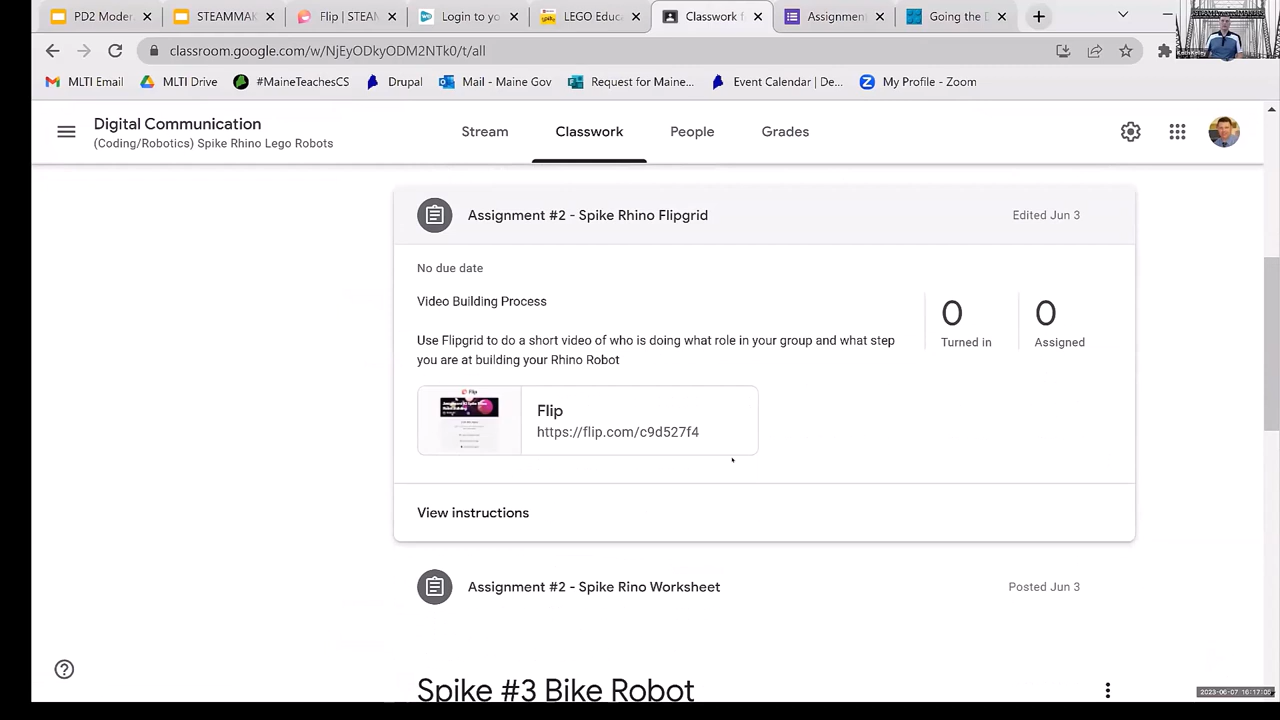 PDZ Moder
STEAMMAK
Flip | STEAM
Login to y
LEGO Educ
Classwork f
Assignmen
classroom.google.com/w/NjEyODkyODM2NTk0/t/all
MLTI Email
MLTI Drive
#MaineTeachesCS
Drupal
Mail - Maine Gov
Request for Maine...
Event Calendar | De...
My Profile - Zoom
Digital Communication
(Coding/Robotics) Spike Rhino Lego Robots
Stream
Classwork
People
Grades
Assignment #2 - Spike Rhino Flipgrid
Edited Jun 3
No due date
Video Building Process
Use Flipgrid to do a short video of who is doing what role in your group and what step
you are at building your Rhino Robot
0
Turned in
0
Assigned
Flip
https://flip.com/c9d527f4
View instructions
Assignment #2 - Spike Rino Worksheet
Posted Jun 3
Spike #3 Bike Robot